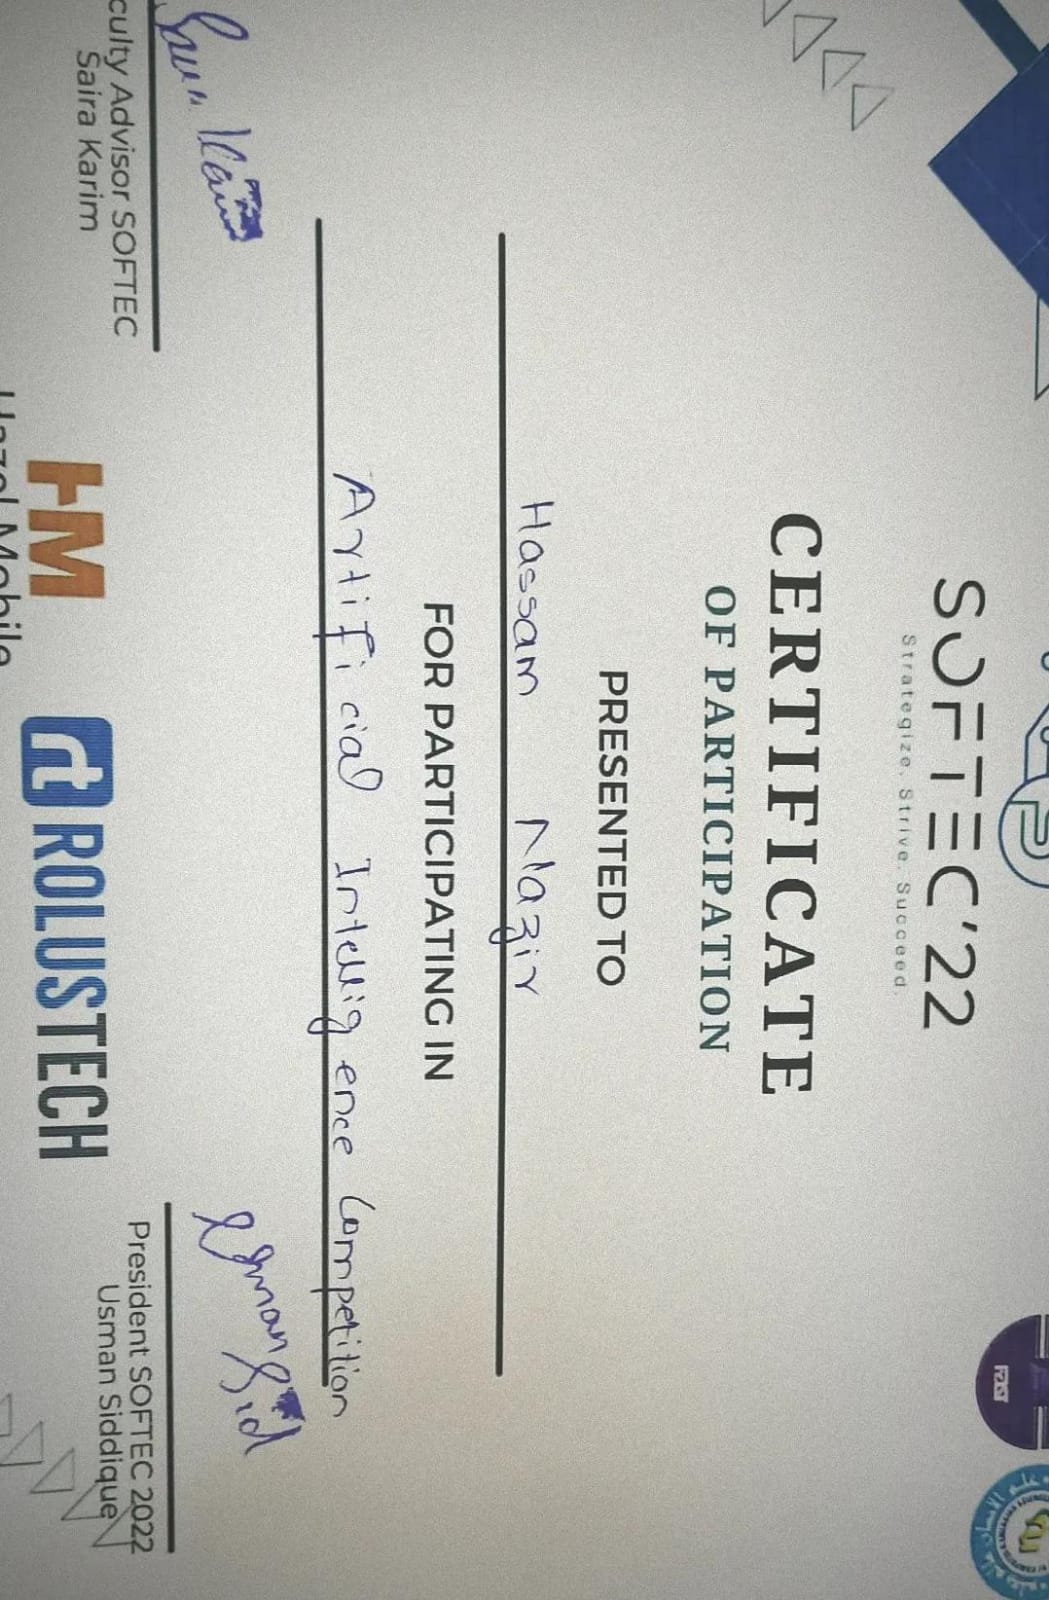 FAST
SOFTEC'22
Strategize. Strive. Succeed.
CERTIFICATE
OF PARTICIPATION
PRESENTED TO
Hassam Nazir
FOR PARTICIPATING IN
Artificial Intelligence Competition
Usman Sid
culty Advisor SOFTEC
Saira Karim
President SOFTEC 2022
Usman Siddique
HM
Hazel Mobile
rt ROLUSTECH